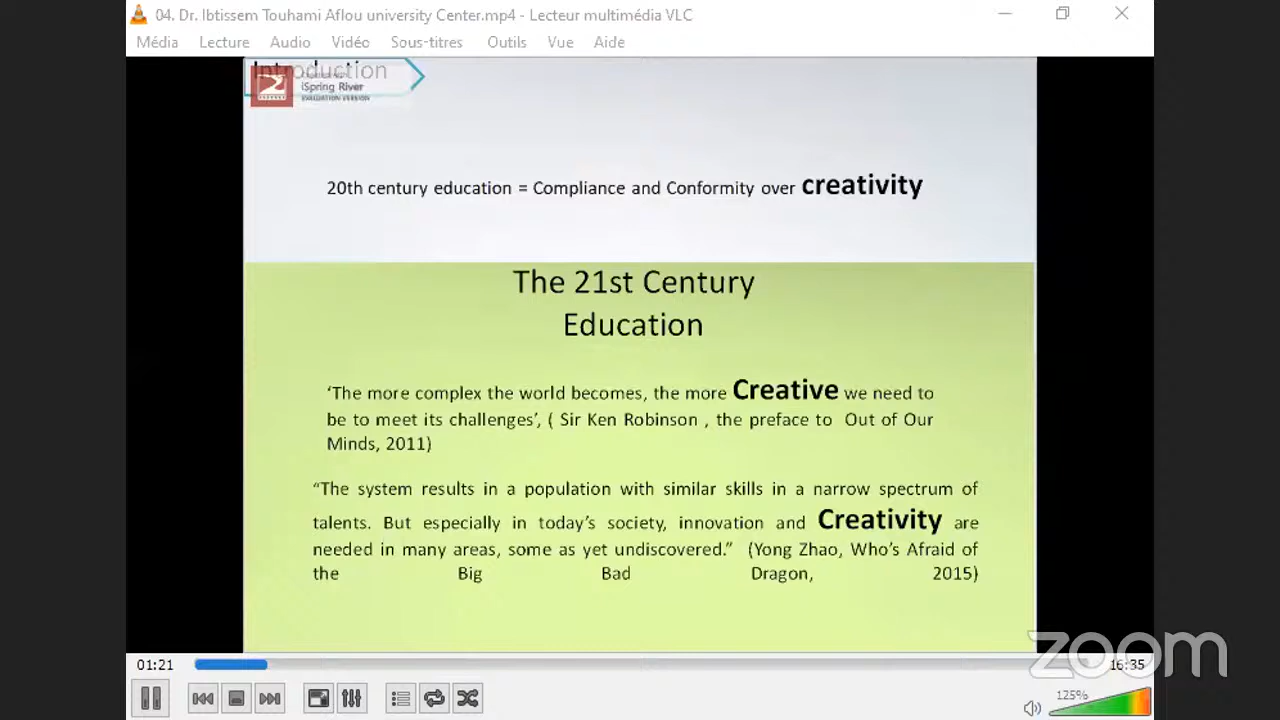 04. Dr. Ibtissem Touhami Aflou university Center.mp4 - Lecteur multimédia VLC
Média Lecture Audio Vidéo Sous-titres Outils Vue Aide
Introduction
iSpring River
EVALUATION VERSION
20th century education = Compliance and Conformity over creativity
The 21st Century
Education
‘The more complex the world becomes, the more Creative we need to
be to meet its challenges’, ( Sir Ken Robinson , the preface to Out of Our
Minds, 2011)
“The system results in a population with similar skills in a narrow spectrum of
talents. But especially in today’s society, innovation and Creativity are
needed in many areas, some as yet undiscovered.” (Yong Zhao, Who’s Afraid of
the Big Bad Dragon, 2015)
zoom
01:21 16:35
125%